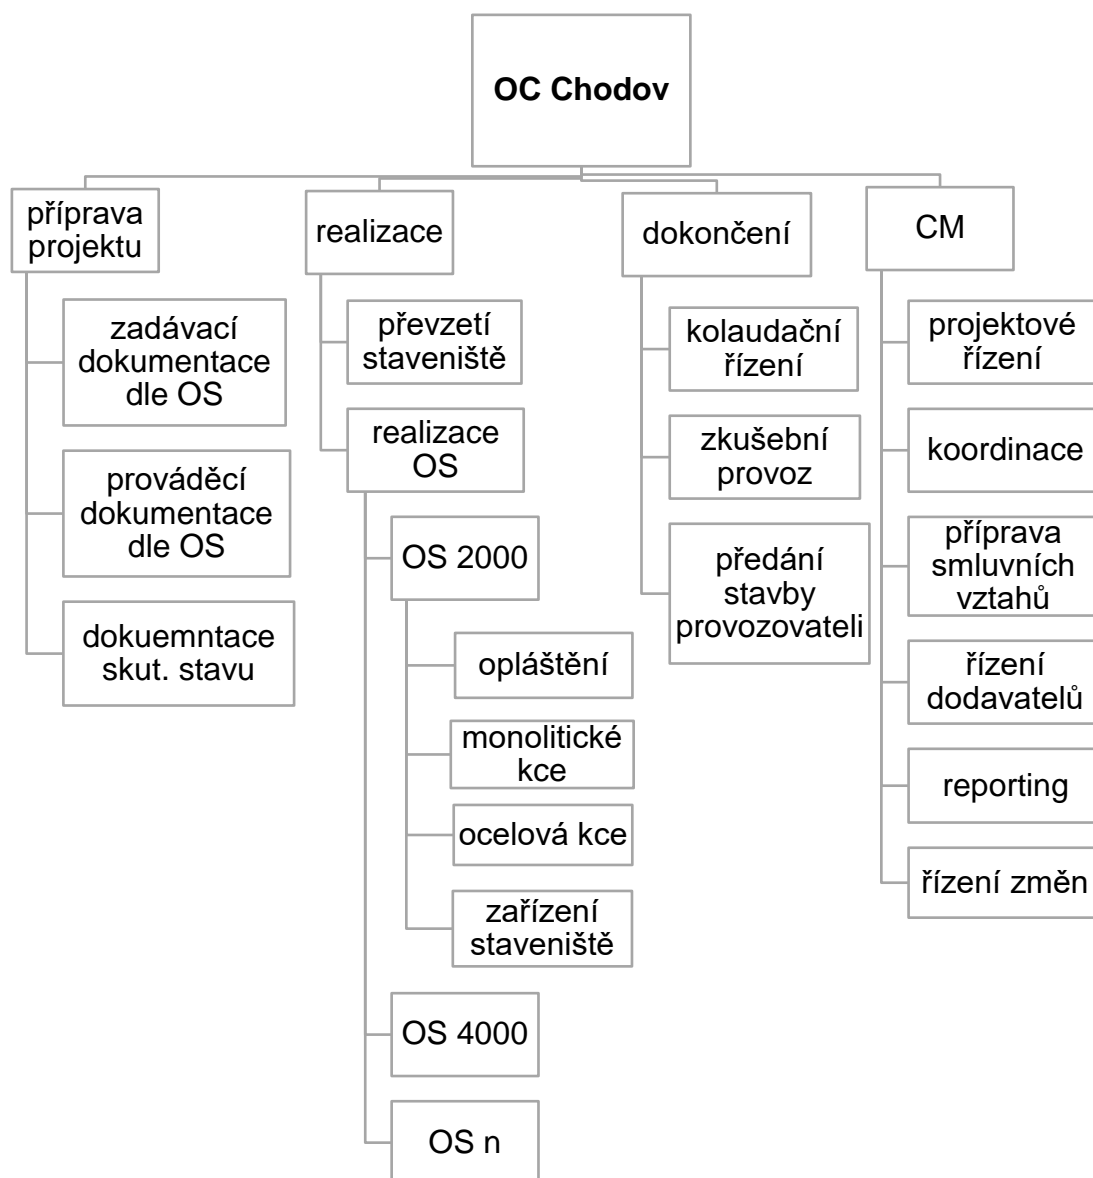 OC Chodov
příprava
projektu
zadávací
dokumentace
dle OS
prováděcí
dokumentace
dle OS
dokuemntace
skut. stavu
realizace
převzetí
staveniště
realizace
OS
OS 2000
opláštění
monolitické
kce
ocelová kce
zařízení
staveniště
OS 4000
OS n
dokončení
kolaudační
řízení
zkušební
provoz
předání
stavby
provozovateli
CM
projektové
řízení
koordinace
příprava
smluvních
vztahů
řízení
dodavatelů
reporting
řízení změn